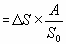 = ΔS × A / S₀